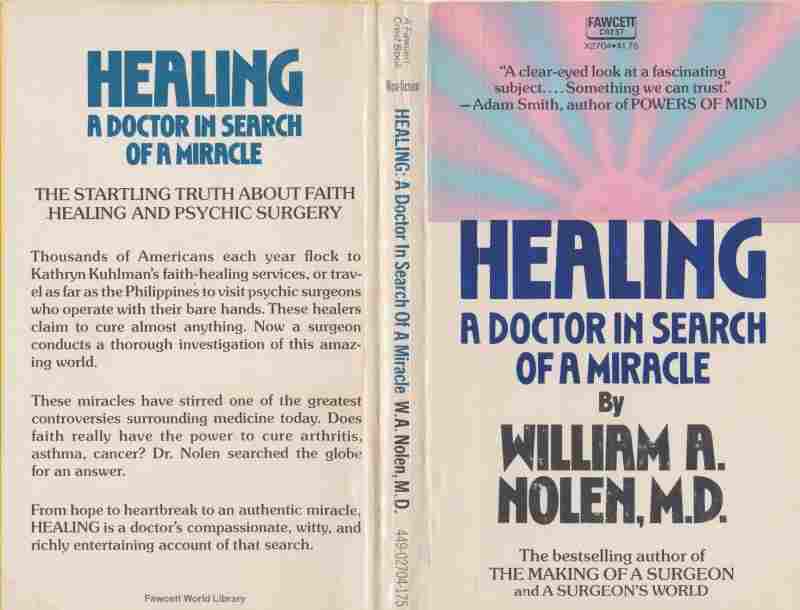 HEALING
A DOCTOR IN SEARCH
OF A MIRACLE
THE STARTLING TRUTH ABOUT FAITH
HEALING AND PSYCHIC SURGERY
Thousands of Americans each year flock to
Kathryn Kuhlman's faith-healing services, or trav-
el as far as the Philippines to visit psychic surgeons
who operate with their bare hands. These healers
claim to cure almost anything. Now a surgeon
conducts a thorough investigation of this amaz-
ing world.
These miracles have stirred one of the greatest
controversies surrounding medicine today. Does
faith really have the power to cure arthritis,
asthma, cancer? Dr. Nolen searched the globe
for an answer.
From hope to heartbreak to an authentic miracle,
HEALING is a doctor's compassionate, witty, and
richly entertaining account of that search.
Fawcett World Library
A Fawcett
Crest Book
Non-fiction
HEALING: A Doctor In Search Of A Miracle W.A. Nolen, M.D.
449-02704-175
FAWCETT
CREST
X2704•$1.75
"A clear-eyed look at a fascinating
subject....Something we can trust."
—Adam Smith, author of POWERS OF MIND
HEALING
A DOCTOR IN SEARCH
OF A MIRACLE
By
WILLIAM A.
NOLEN, M.D.
The bestselling author of
THE MAKING OF A SURGEON
and A SURGEON'S WORLD